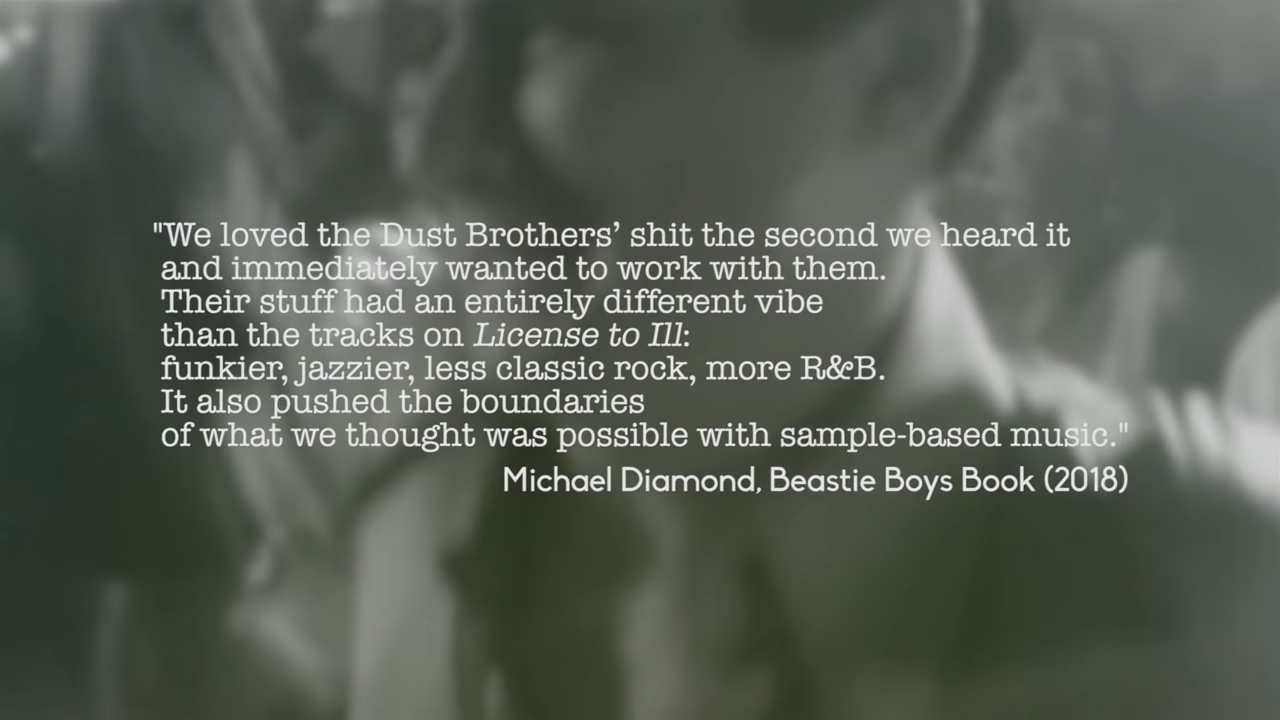 "We loved the Dust Brothers’ shit the second we heard it
and immediately wanted to work with them.
Their stuff had an entirely different vibe
than the tracks on License to Ill:
funkier, jazzier, less classic rock, more R&B.
It also pushed the boundaries
of what we thought was possible with sample-based music."
Michael Diamond, Beastie Boys Book (2018)